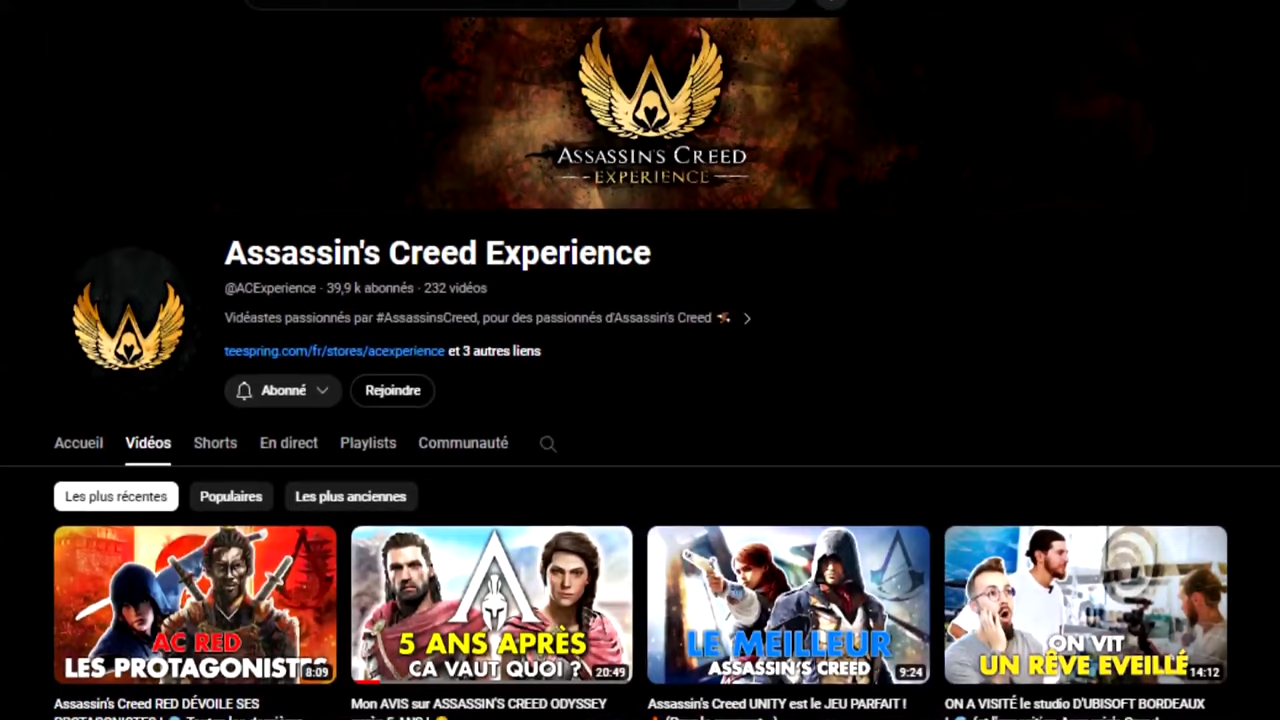 ASSASSIN'S CREED
EXPERIENCE
Assassin's Creed Experience
@ACExperience · 39,9 k abonnés · 232 vidéos
Vidéastes passionnés par #AssassinsCreed, pour des passionnés d'Assassin's Creed
teespring.com/fr/stores/acexperience et 3 autres liens
Abonné Rejoindre
Accueil Vidéos Shorts En direct Playlists Communauté
Les plus récentes Populaires Les plus anciennes
AC RED
LES PROTAGONISTES
8:09
5 ANS APRÈS
ÇA VAUT QUOI ?
20:49
LE MEILLEUR
ASSASSIN'S CREED
9:24
ON VIT
UN RÊVE EVEILLÉ
14:12
Assassin's Creed RED DÉVOILE SES
Mon AVIS sur ASSASSIN'S CREED ODYSSEY
Assassin's Creed UNITY est le JEU PARFAIT !
ON A VISITÉ le studio D'UBISOFT BORDEAUX